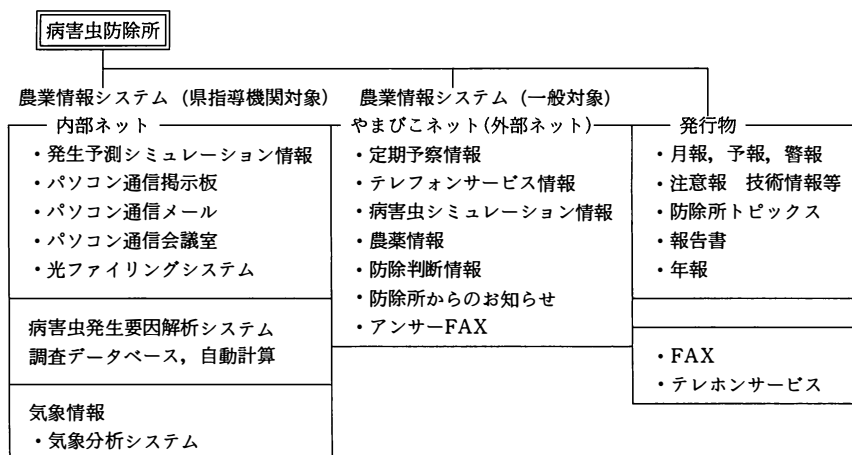 病害虫防除所
農業情報システム (県指導機関対象)
内部ネット
・発生予測シミュレーション情報
・パソコン通信掲示板
・パソコン通信メール
・パソコン通信会議室
・光ファイリングシステム
病害虫発生要因解析システム
調査データベース，自動計算
気象情報
・気象分析システム
農業情報システム (一般対象)
やまびこネット(外部ネット)
・定期予察情報
・テレフォンサービス情報
・病害虫シミュレーション情報
・農薬情報
・防除判断情報
・防除所からのお知らせ
・アンサーFAX
発行物
・月報，予報，警報
・注意報　技術情報等
・防除所トピックス
・報告書
・年報
・FAX
・テレホンサービス